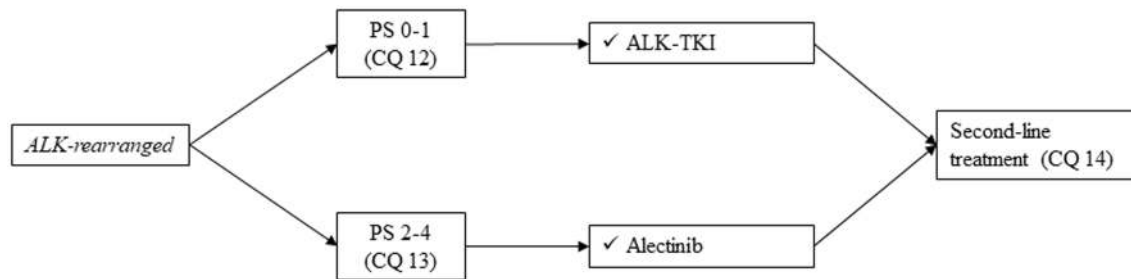 PS 0-1
(CQ 12)
✓ ALK-TKI
ALK-rearranged
Second-line
treatment (CQ 14)
PS 2-4
(CQ 13)
✓ Alectinib